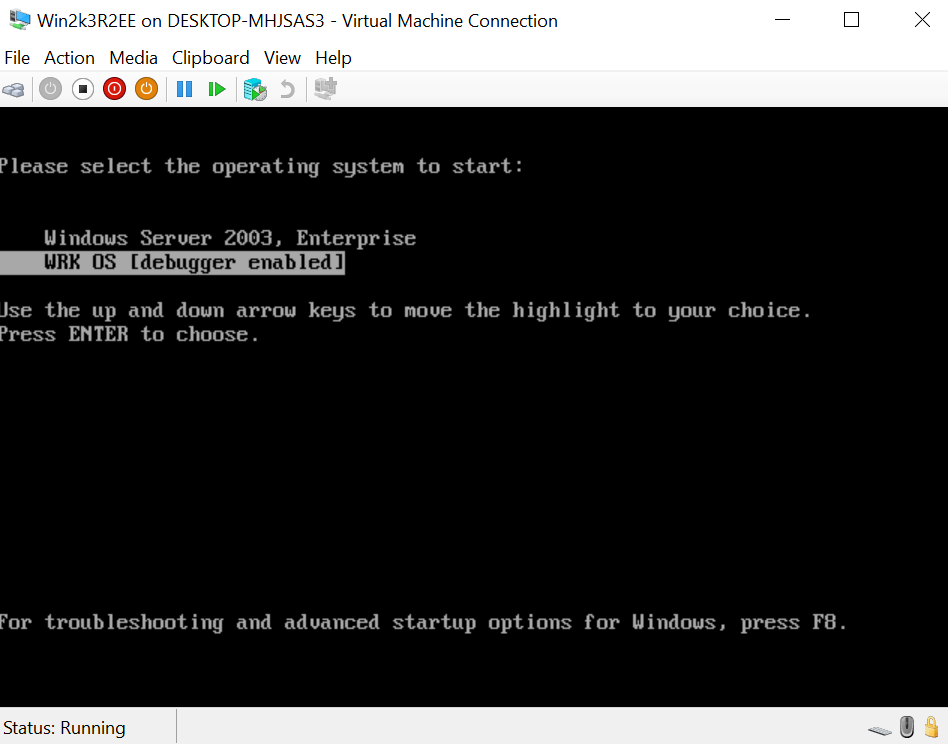 Win2k3R2EE on DESKTOP-MHJSAS3 - Virtual Machine Connection
File Action Media Clipboard View Help
Please select the operating system to start:
Windows Server 2003, Enterprise
WRK OS [debugger enabled]
Use the up and down arrow keys to move the highlight to your choice.
Press ENTER to choose.
For troubleshooting and advanced startup options for Windows, press F8.
Status: Running